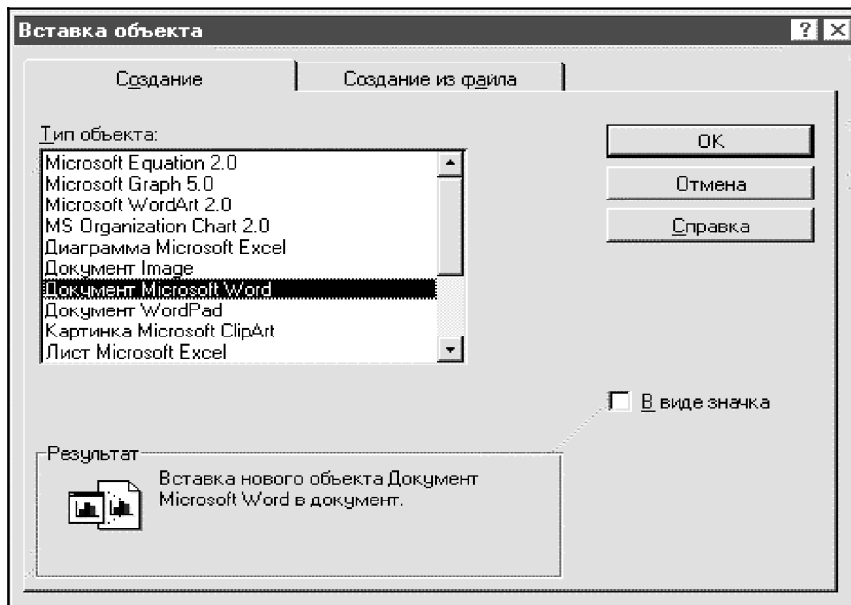 Вставка объекта
Создание
Создание из файла
Тип объекта:
Microsoft Equation 2.0
Microsoft Graph 5.0
Microsoft WordArt 2.0
MS Organization Chart 2.0
Диаграмма Microsoft Excel
Документ Image
Документ Microsoft Word
Документ WordPad
Картинка Microsoft ClipArt
Лист Microsoft Excel
OK
Отмена
Справка
В виде значка
Результат
Вставка нового объекта Документ
Microsoft Word в документ.